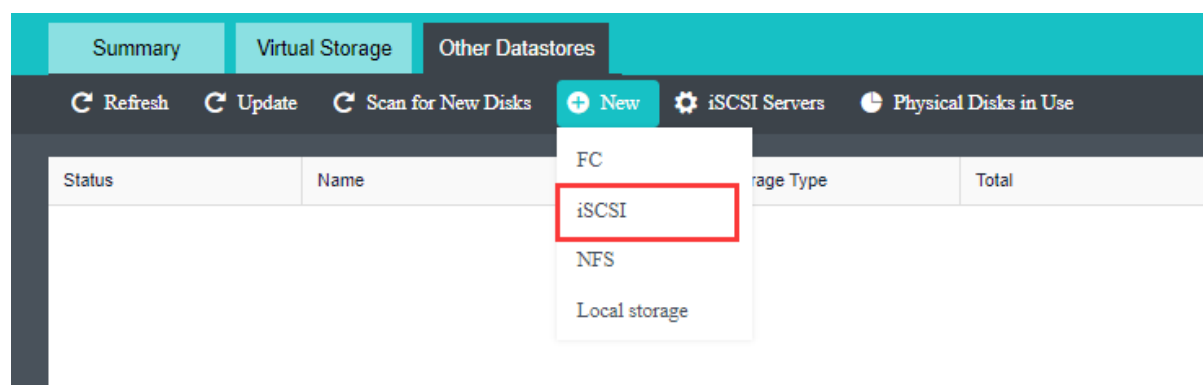 Summary Virtual Storage Other Datastores
Refresh Update Scan for New Disks New iSCSI Servers Physical Disks in Use
Status Name rage Type Total
FC
iSCSI
NFS
Local storage